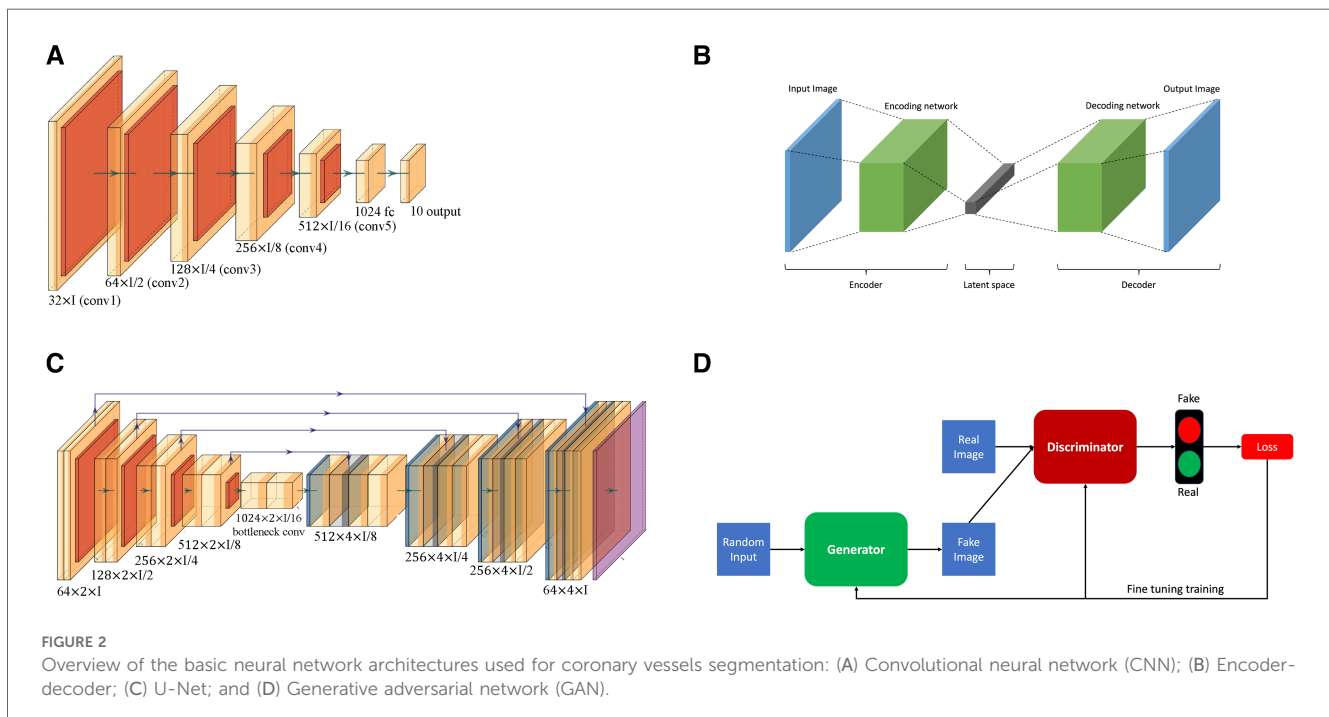 A
32×I (conv1)
64×I/2 (conv2)
128×I/4 (conv3)
256×I/8 (conv4)
512×I/16 (conv5)
1024 fc
10 output
B
Input Image
Encoding network
Decoding network
Output Image
Encoder
Latent space
Decoder
C
64×2×I
128×2×I/2
256×2×I/4
512×2×I/8
1024×2×I/16
bottleneck conv
512×4×I/8
256×4×I/4
256×4×I/2
64×4×I
D
Random
Input
Generator
Real
Image
Fake
Image
Discriminator
Fake
Real
Loss
Fine tuning training
FIGURE 2
Overview of the basic neural network architectures used for coronary vessels segmentation: (A) Convolutional neural network (CNN); (B) Encoder-
decoder; (C) U-Net; and (D) Generative adversarial network (GAN).